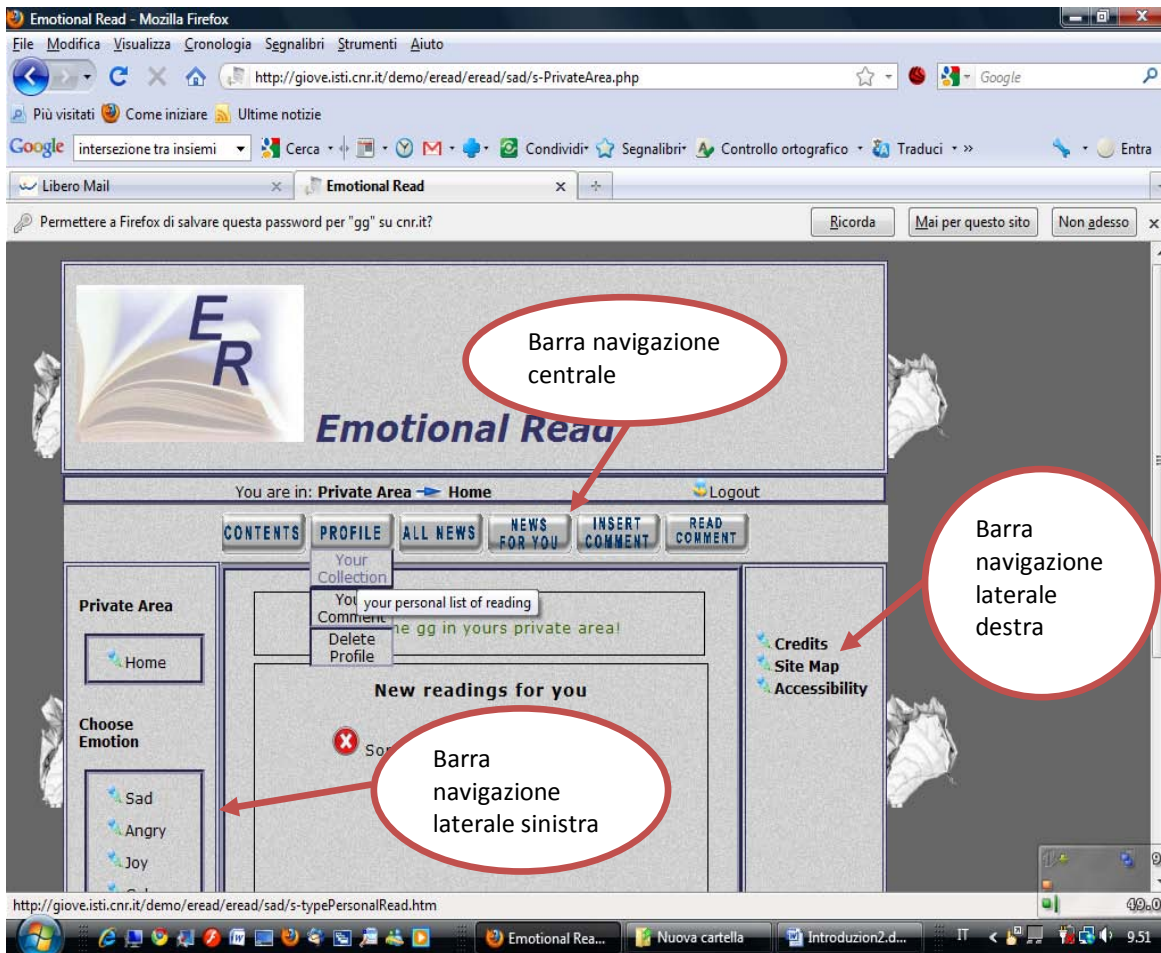 Emotional Read - Mozilla Firefox
File Modifica Visualizza Cronologia Segnalibri Strumenti Aiuto
http://giove.isti.cnr.it/demo/eread/eread/sad/s-PrivateArea.php
Google
Più visitati Come iniziare Ultime notizie
Google intersezione tra insiemi Cerca Condividi Segnalibri Controllo ortografico Traduci » Entra
Libero Mail Emotional Read
Permettere a Firefox di salvare questa password per "gg" su cnr.it? Ricorda Mai per questo sito Non adesso
E
R
Emotional Read
Barra navigazione
centrale
You are in: Private Area Home Logout
CONTENTS PROFILE ALL NEWS NEWS FOR YOU INSERT COMMENT READ COMMENT
Your
Collection
your personal list of reading
Comment
Delete
Profile
gg in yours private area!
New readings for you
Private Area
Home
Choose
Emotion
Sad
Angry
Joy
Barra
navigazione
laterale sinistra
Credits
Site Map
Accessibility
Barra
navigazione
laterale
destra
http://giove.isti.cnr.it/demo/eread/eread/sad/s-typePersonalRead.htm
Emotional Rea... Nuova cartella Introduzion2.d... IT 9.51